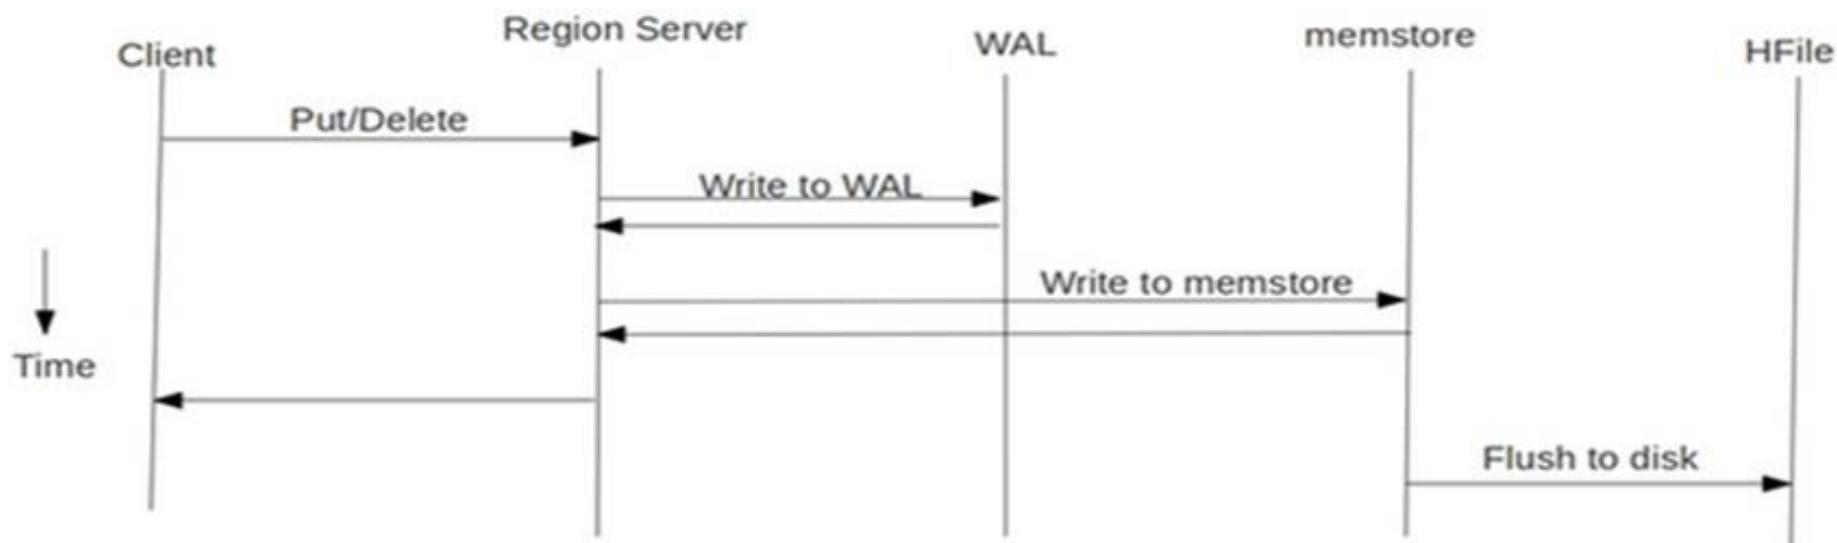 Client
Region Server
WAL
memstore
HFile
Put/Delete
Write to WAL
Write to memstore
Time
Flush to disk